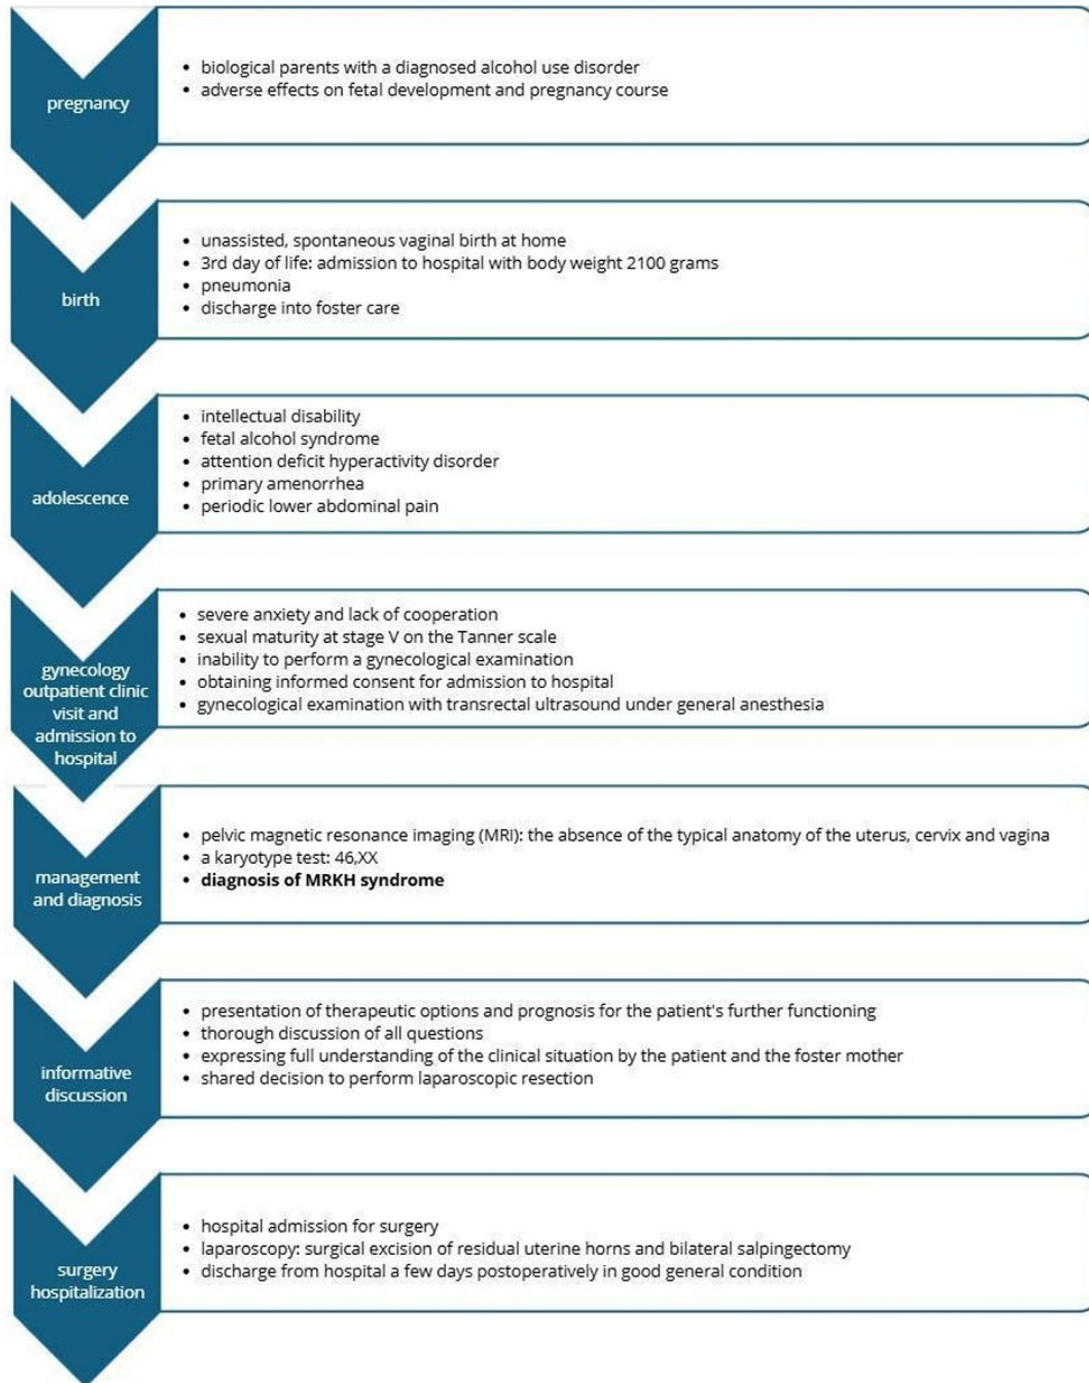 pregnancy
• biological parents with a diagnosed alcohol use disorder
• adverse effects on fetal development and pregnancy course
birth
• unassisted, spontaneous vaginal birth at home
• 3rd day of life: admission to hospital with body weight 2100 grams
• pneumonia
• discharge into foster care
adolescence
• intellectual disability
• fetal alcohol syndrome
• attention deficit hyperactivity disorder
• primary amenorrhea
• periodic lower abdominal pain
gynecology
outpatient clinic
visit and
admission to
hospital
• severe anxiety and lack of cooperation
• sexual maturity at stage V on the Tanner scale
• inability to perform a gynecological examination
• obtaining informed consent for admission to hospital
• gynecological examination with transrectal ultrasound under general anesthesia
management
and diagnosis
• pelvic magnetic resonance imaging (MRI): the absence of the typical anatomy of the uterus, cervix and vagina
• a karyotype test: 46,XX
• diagnosis of MRKH syndrome
informative
discussion
• presentation of therapeutic options and prognosis for the patient's further functioning
• thorough discussion of all questions
• expressing full understanding of the clinical situation by the patient and the foster mother
• shared decision to perform laparoscopic resection
surgery
hospitalization
• hospital admission for surgery
• laparoscopy: surgical excision of residual uterine horns and bilateral salpingectomy
• discharge from hospital a few days postoperatively in good general condition